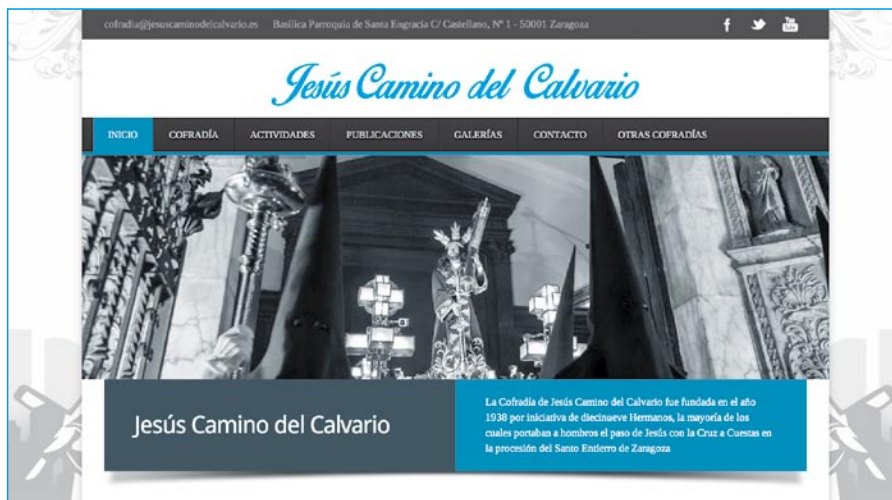 cofradia@jesuscaminodelcalvario.es Basílica Parroquia de Santa Engracia C/ Castellano, Nº 1 - 50001 Zaragoza
Jesús Camino del Calvario
INICIO COFRADÍA ACTIVIDADES PUBLICACIONES GALERÍAS CONTACTO OTRAS COFRADÍAS
Jesús Camino del Calvario
La Cofradía de Jesús Camino del Calvario fue fundada en el año
1938 por iniciativa de diecinueve Hermanos, la mayoría de los
cuales portaban a hombros el paso de Jesús con la Cruz a Cuestas en
la procesión del Santo Entierro de Zaragoza